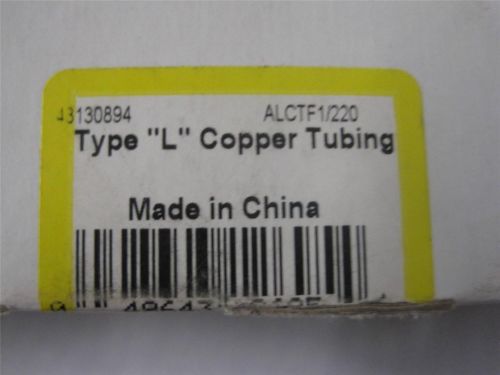 43130894 ALCTF1/220
Type "L" Copper Tubing
Made in China